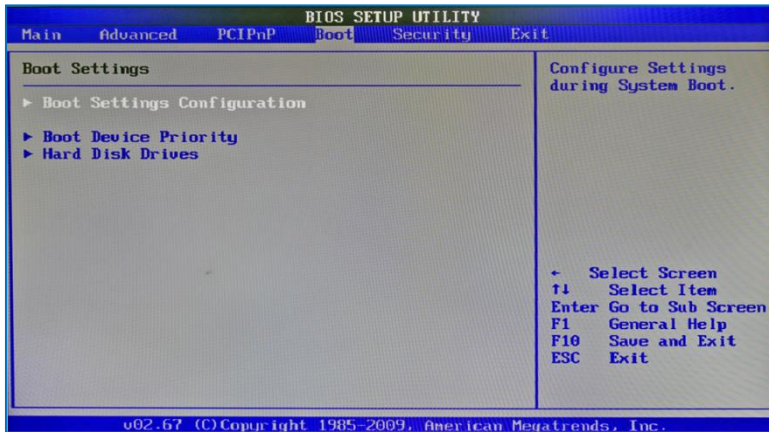 BIOS SETUP UTILITY
Main Advanced PCIPnP Boot Security Exit
Boot Settings
► Boot Settings Configuration
► Boot Device Priority
► Hard Disk Drives
Configure Settings
during System Boot.
← Select Screen
↑↓ Select Item
Enter Go to Sub Screen
F1 General Help
F10 Save and Exit
ESC Exit
v02.67 (C)Copyright 1985-2009, American Megatrends, Inc.